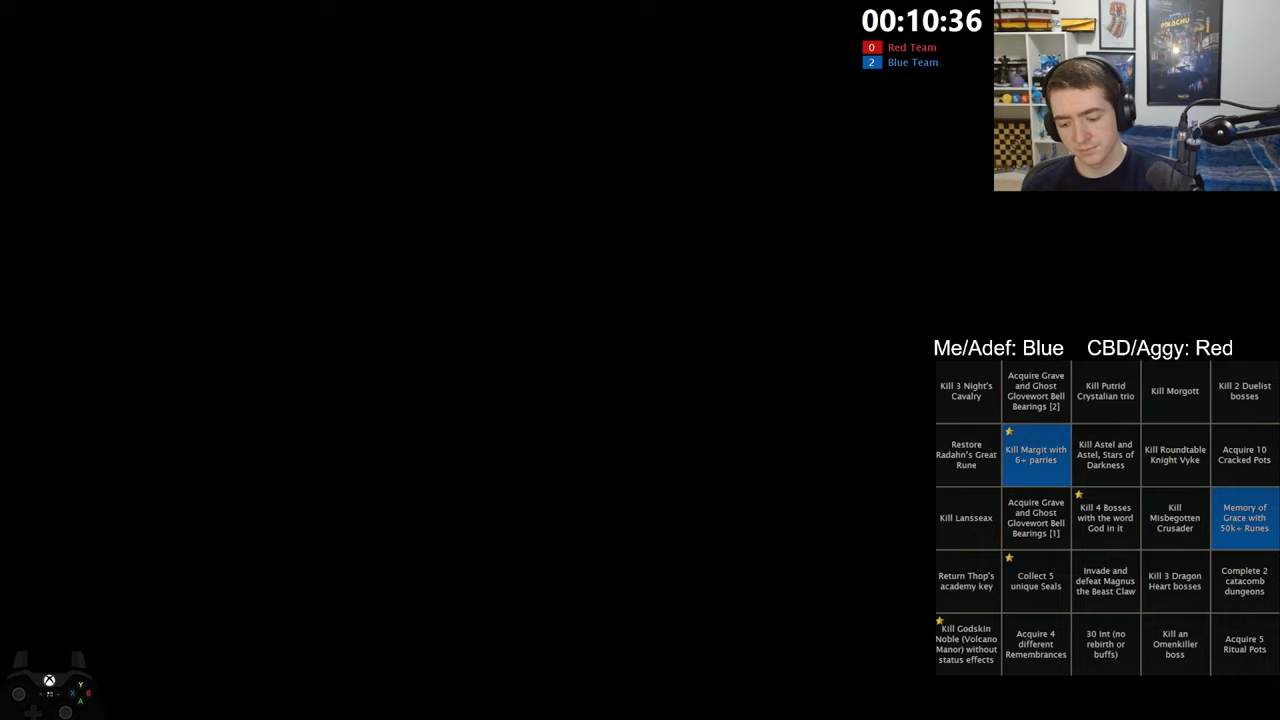 00:10:36
0 Red Team
2 Blue Team
PIKACHU
Me/Adef: Blue CBD/Aggy: Red
Kill 3 Night's
Cavalry
Acquire Grave
and Ghost
Glovewort Bell
Bearings [2]
Kill Putrid
Crystalian trio
Kill Morgott
Kill 2 Duelist
bosses
Restore
Radahn's Great
Rune
Kill Margit with
6+ parries
Kill Astel and
Astel, Stars of
Darkness
Kill Roundtable
Knight Vyke
Acquire 10
Cracked Pots
Kill Lansseax
Acquire Grave
and Ghost
Glovewort Bell
Bearings [1]
Kill 4 Bosses
with the word
God in it
Kill
Misbegotten
Crusader
Memory of
Grace with
50k+ Runes
Return Thop's
academy key
Collect 5
unique Seals
Invade and
defeat Magnus
the Beast Claw
Kill 3 Dragon
Heart bosses
Complete 2
catacomb
dungeons
Kill Godskin
Noble (Volcano
Manor) without
status effects
Acquire 4
different
Remembrances
30 Int (no
rebirth or
buffs)
Kill an
Omenkiller
boss
Acquire 5
Ritual Pots
Y
X
B
A